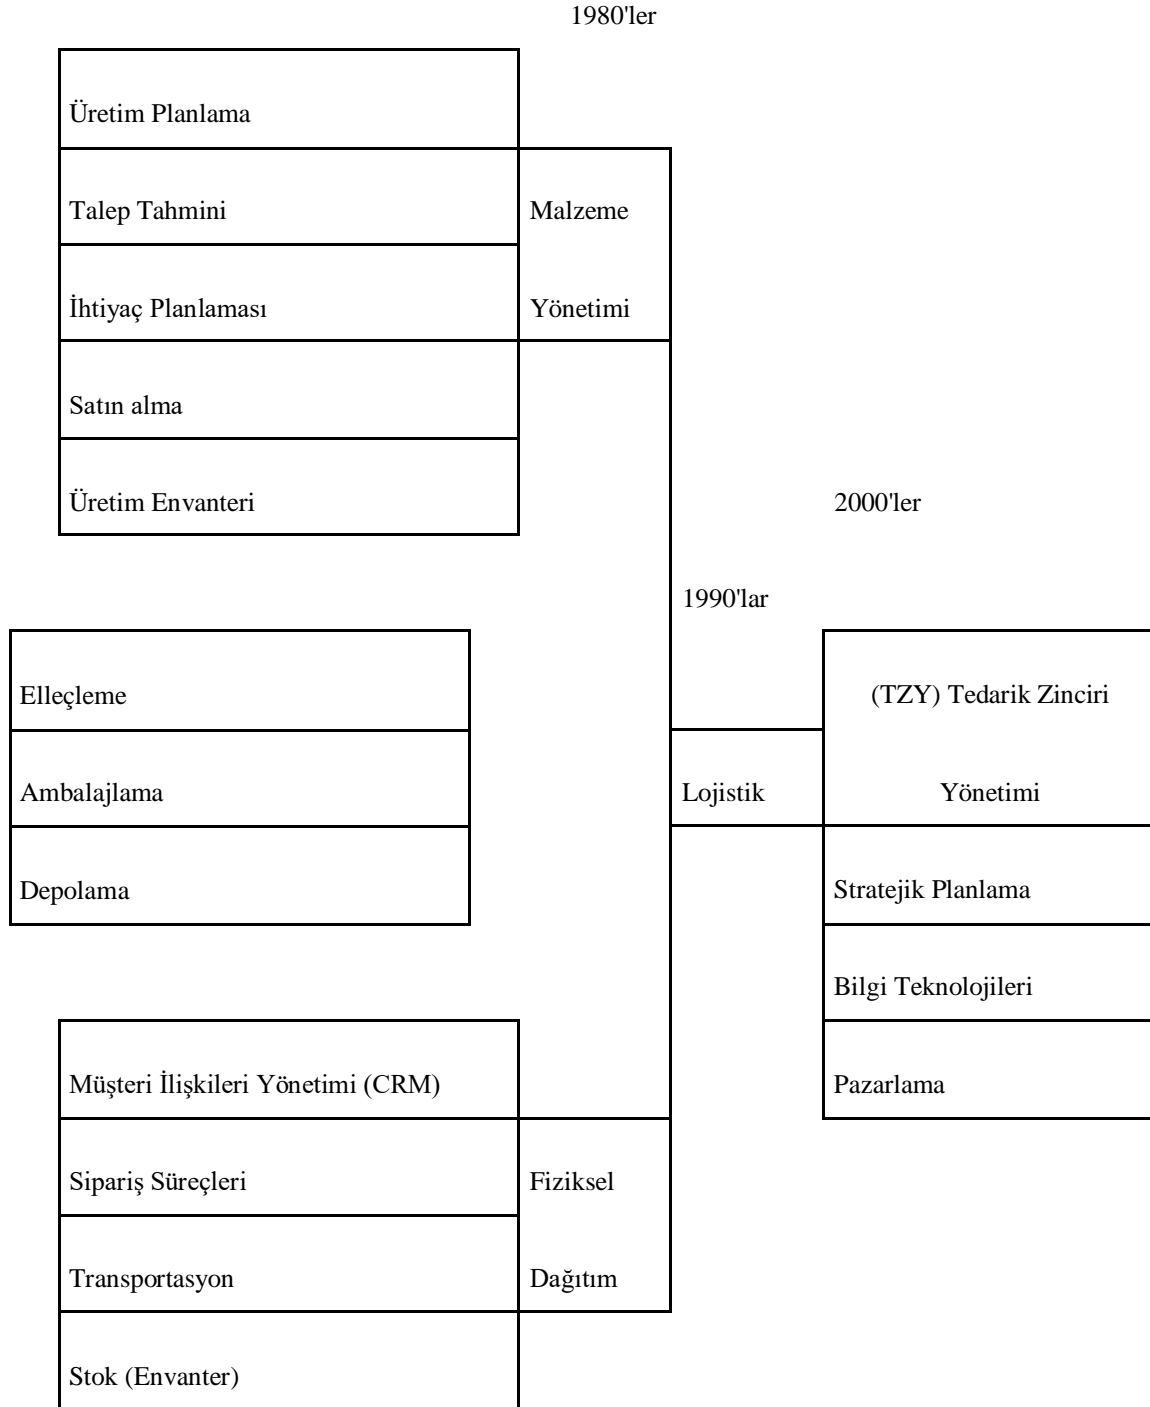 1980'ler
Üretim Planlama
Talep Tahmini
Malzeme
İhtiyaç Planlaması
Yönetimi
Satın alma
Üretim Envanteri
2000'ler
1990'lar
Elleçleme
(TZY) Tedarik Zinciri
Ambalajlama
Lojistik
Yönetimi
Depolama
Stratejik Planlama
Bilgi Teknolojileri
Müşteri İlişkileri Yönetimi (CRM)
Pazarlama
Sipariş Süreçleri
Fiziksel
Transportasyon
Dağıtım
Stok (Envanter)